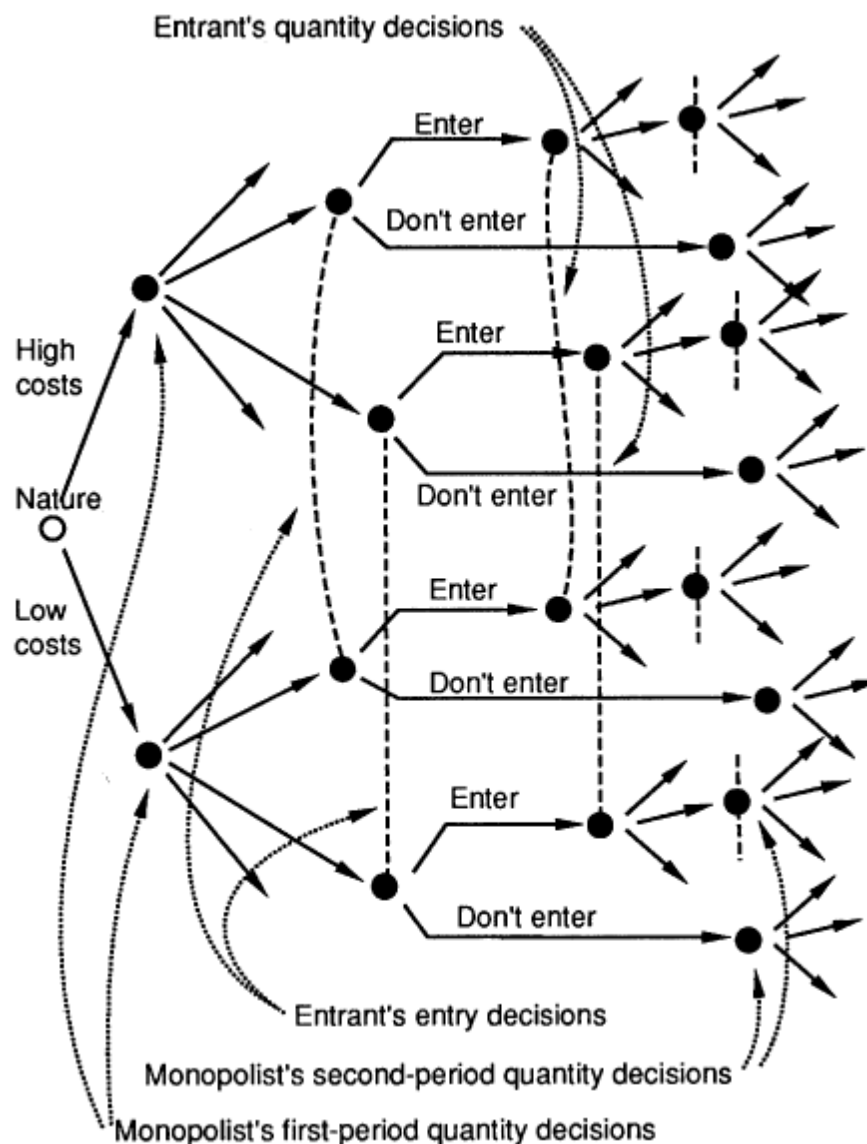 Entrant's quantity decisions
Enter
Don't enter
High
costs
Enter
Don't enter
Nature
Low
costs
Enter
Don't enter
Enter
Don't enter
Entrant's entry decisions
Monopolist's second-period quantity decisions
Monopolist's first-period quantity decisions